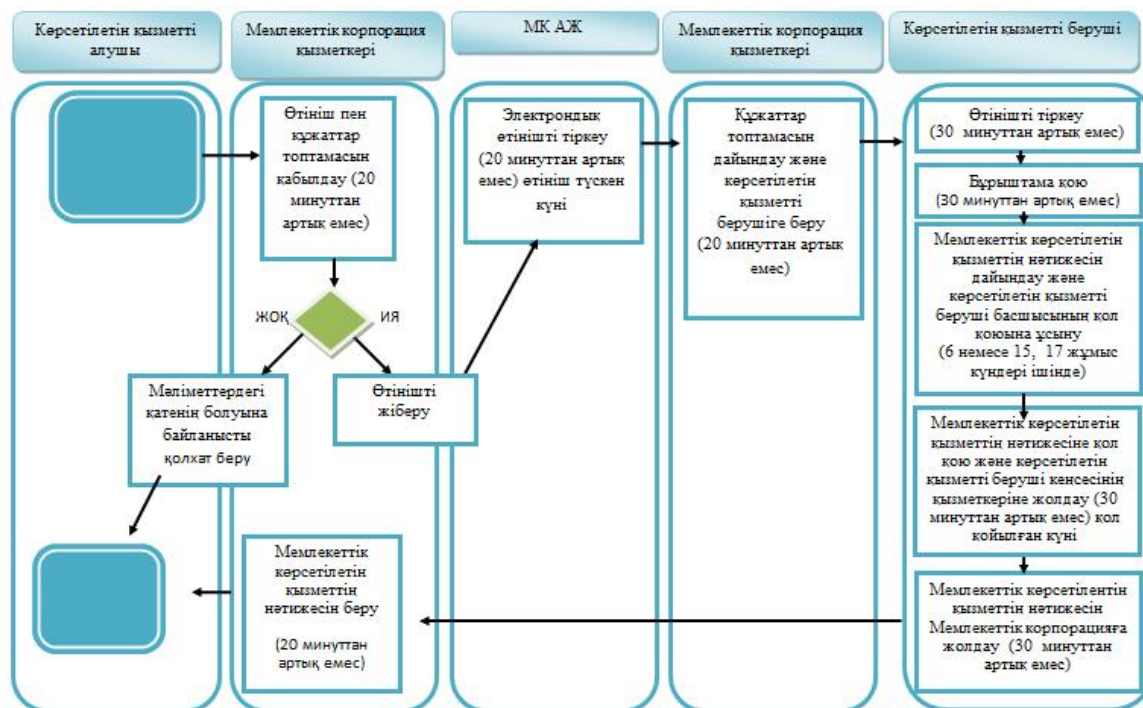 Көрсетілетін қызметті
алушы
Мемлекеттік корпорация
қызметкері
МК АЖ
Мемлекеттік корпорация
қызметкері
Көрсетілетін қызметті беруші
Өтініш пен
құжаттар
топтамасын
қабылдау (20
минуттан
артық емес)
ЖОҚ
ИЯ
Мәліметтердегі
қатенің болуына
байланысты
қолхат беру
Өтінішті
жіберу
Электрондық
өтінішті тіркеу
(20 минуттан артық
емес) өтініш түскен
күні
Құжаттар
топтамасын
дайындау және
көрсетілетін
қызметті
берушіге беру
(20 минуттан артық
емес)
Өтінішті тіркеу
(30 минуттан артық емес)
Бұрыштама қою
(30 минуттан артық емес)
Мемлекеттік көрсетілетін
қызметтің нәтижесін
дайындау және
көрсетілетін қызметті
беруші басшысының қол
қоюына ұсыну
(6 немесе 15, 17 жұмыс
күндері ішінде)
Мемлекеттік көрсетілетін
қызметтің нәтижесіне қол
қою және көрсетілетін
қызметті беруші кенсесінің
қызметкеріне жолдау (30
минуттан артық емес) қол
қойылған күні
Мемлекеттік көрсетілентін
қызметтің нәтижесін
Мемлекеттік корпорацияға
жолдау (30 минуттан
артық емес)
Мемлекеттік
көрсетілетін
қызметтің
нәтижесін беру
(20 минуттан
артық емес)